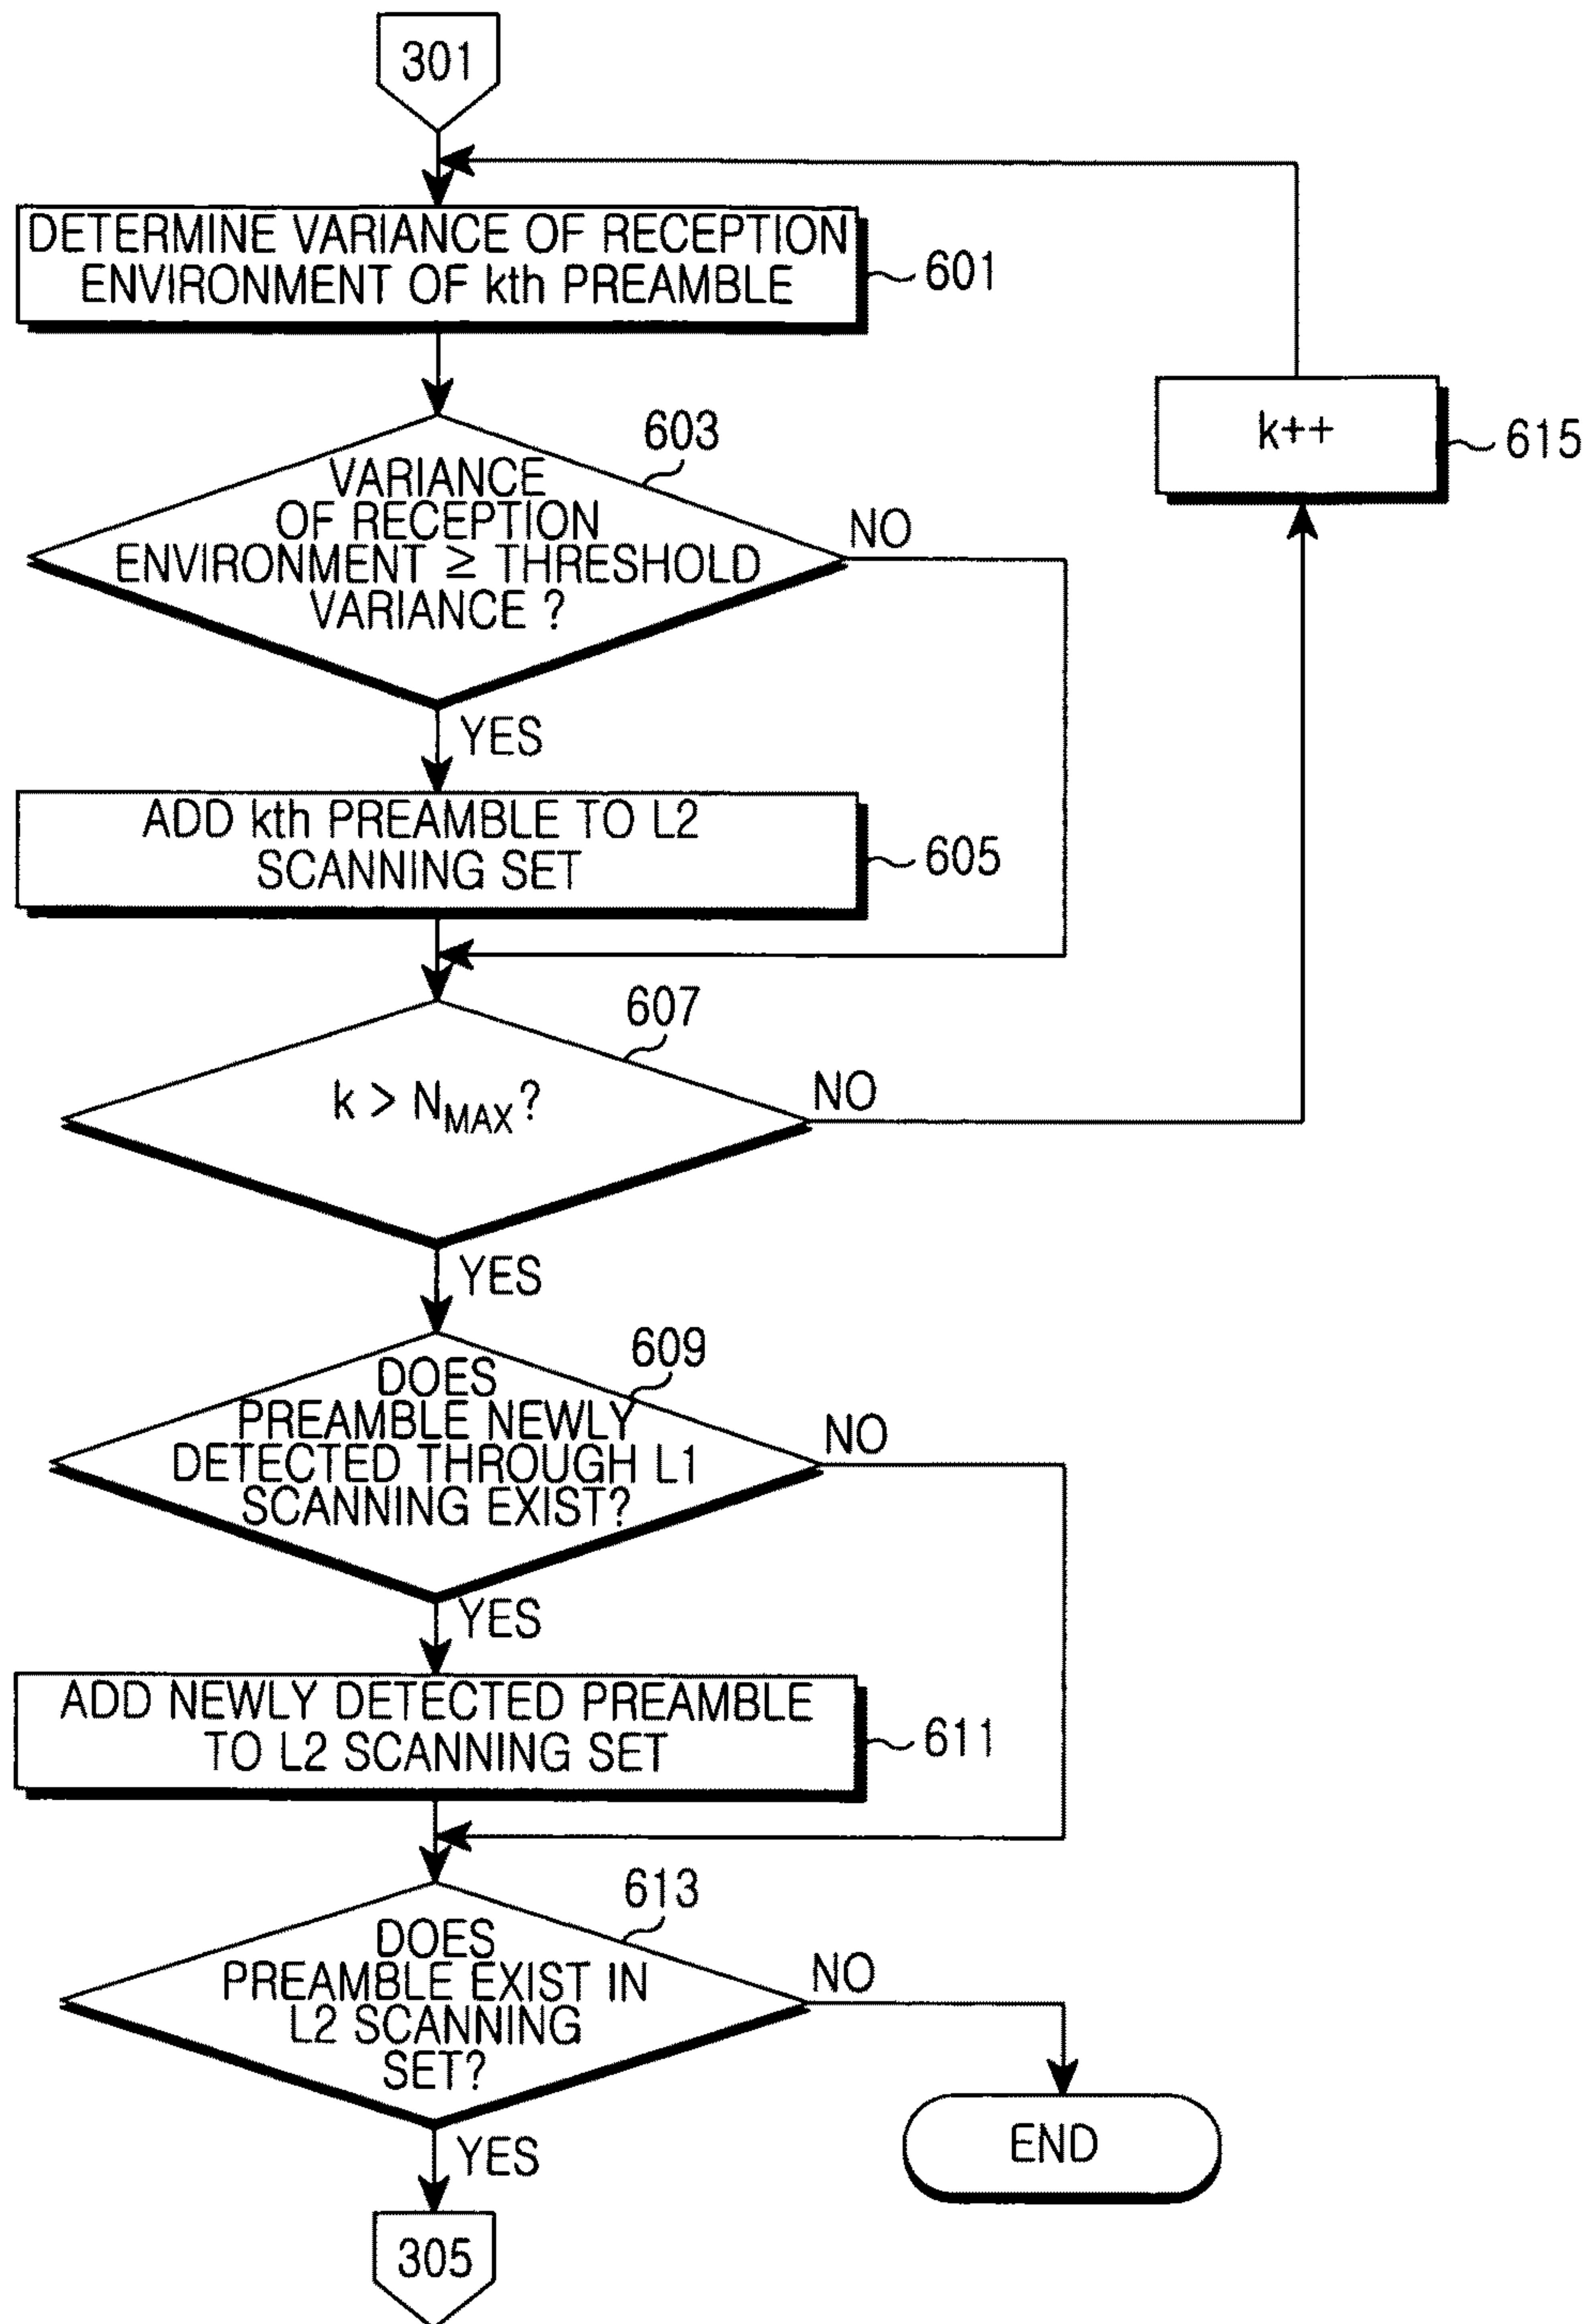 301
DETERMINE VARIANCE OF RECEPTION
ENVIRONMENT OF kth PREAMBLE
601
603
VARIANCE
OF RECEPTION
ENVIRONMENT ≥ THRESHOLD
VARIANCE ?
NO
k++
615
YES
ADD kth PREAMBLE TO L2
SCANNING SET
605
607
k > NMAX?
NO
YES
609
DOES
PREAMBLE NEWLY
DETECTED THROUGH L1
SCANNING EXIST?
NO
YES
ADD NEWLY DETECTED PREAMBLE
TO L2 SCANNING SET
611
613
DOES
PREAMBLE EXIST IN
L2 SCANNING
SET?
NO
END
YES
305